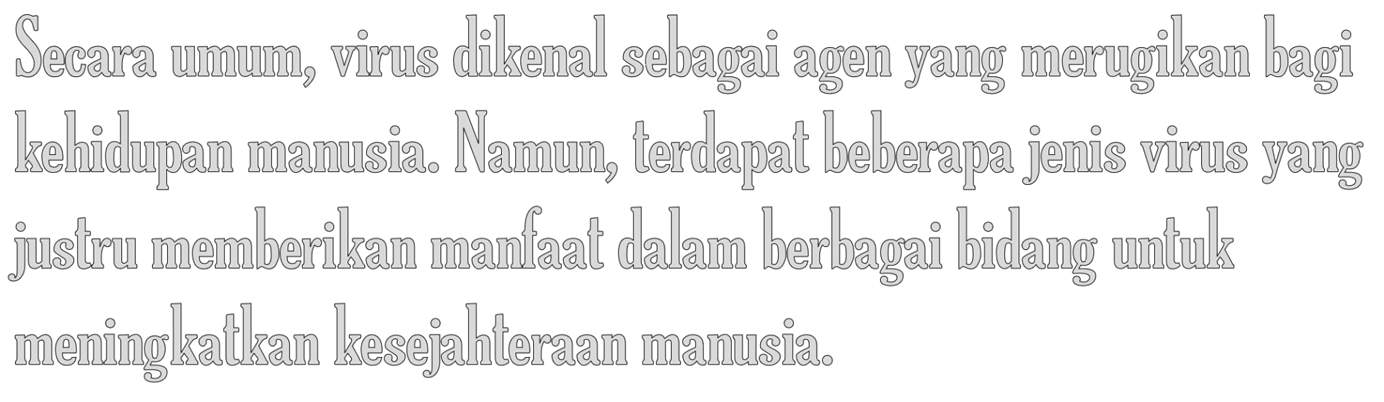 Secara umum, virus dikenal sebagai agen yang merugikan bagi
kehidupan manusia. Namun, terdapat beberapa jenis virus yang
justru memberikan manfaat dalam berbagai bidang untuk
meningkatkan kesejahteraan manusia.